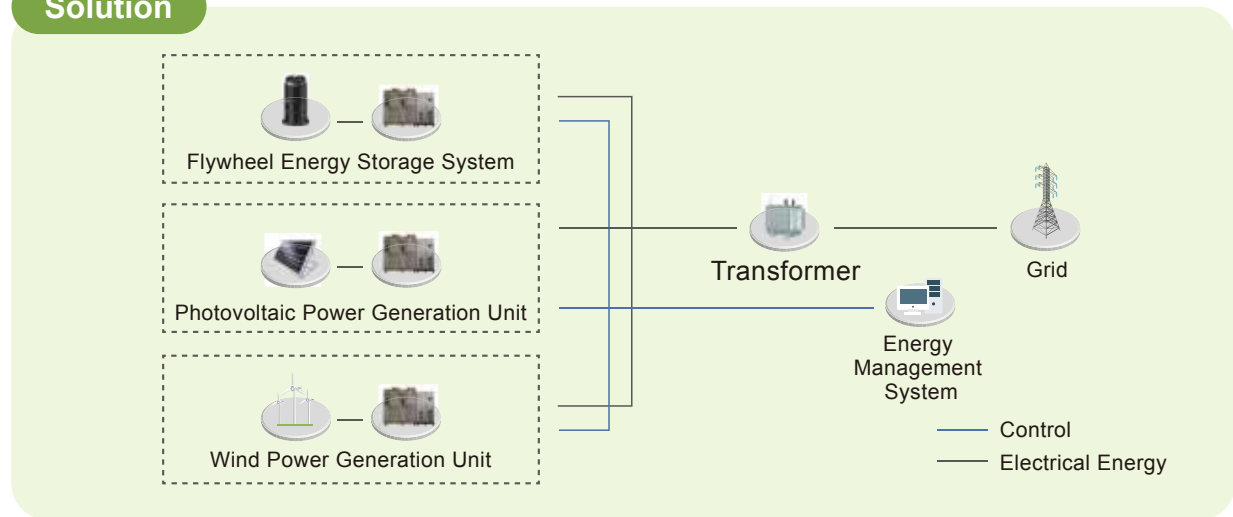 Solution
Flywheel Energy Storage System
Photovoltaic Power Generation Unit
Wind Power Generation Unit
Transformer
Grid
Energy
Management
System
Control
Electrical Energy